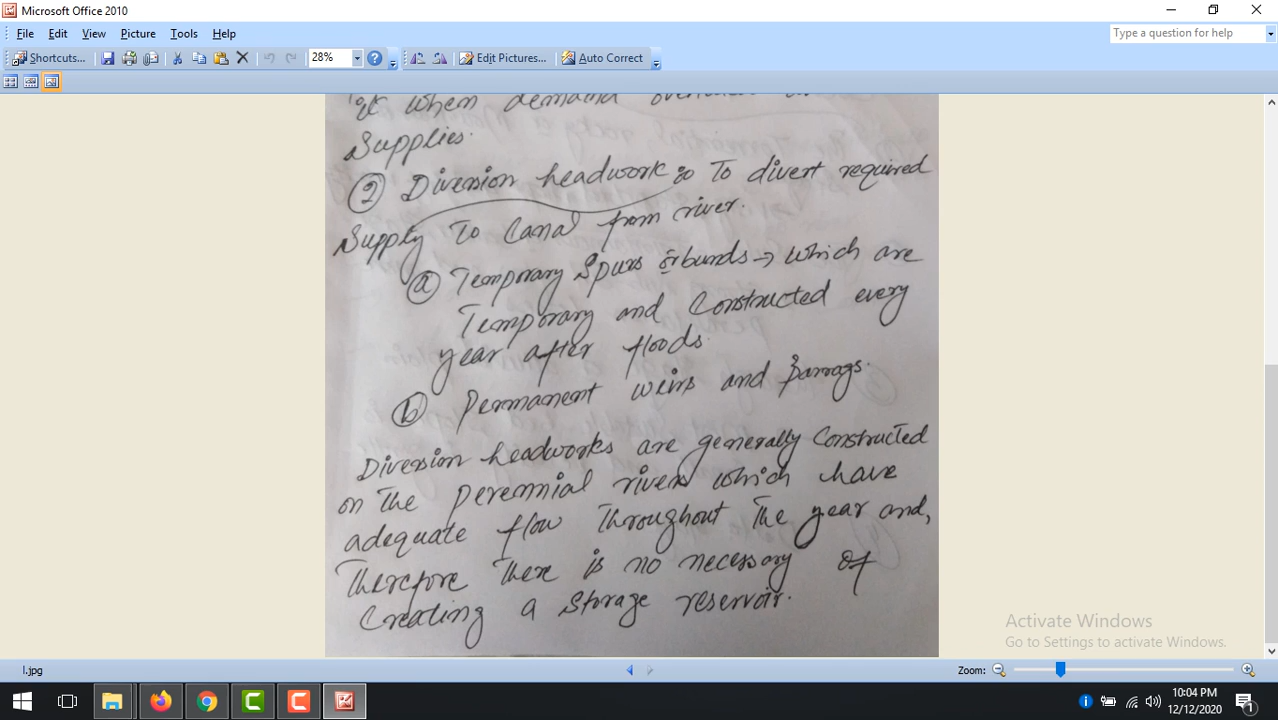 Microsoft Office 2010
File Edit View Picture Tools Help
Type a question for help
Shortcuts...
28%
Edit Pictures...
Auto Correct
when demand
Supplies.
② Diversion headwork :- To divert required
Supply To Canal from river.
ⓐ Temporary Spurs or bunds → which are
Temporary and Constructed every
year after floods.
ⓑ Permanent weirs and Barrags.
Diversion headworks are generally Constructed
on The perennial rivers which have
adequate flow Throughout The year and,
Therefore There is no necessary of
Creating a Storage reservoir.
Activate Windows
Go to Settings to activate Windows.
l.jpg
Zoom:
10:04 PM
12/12/2020
1